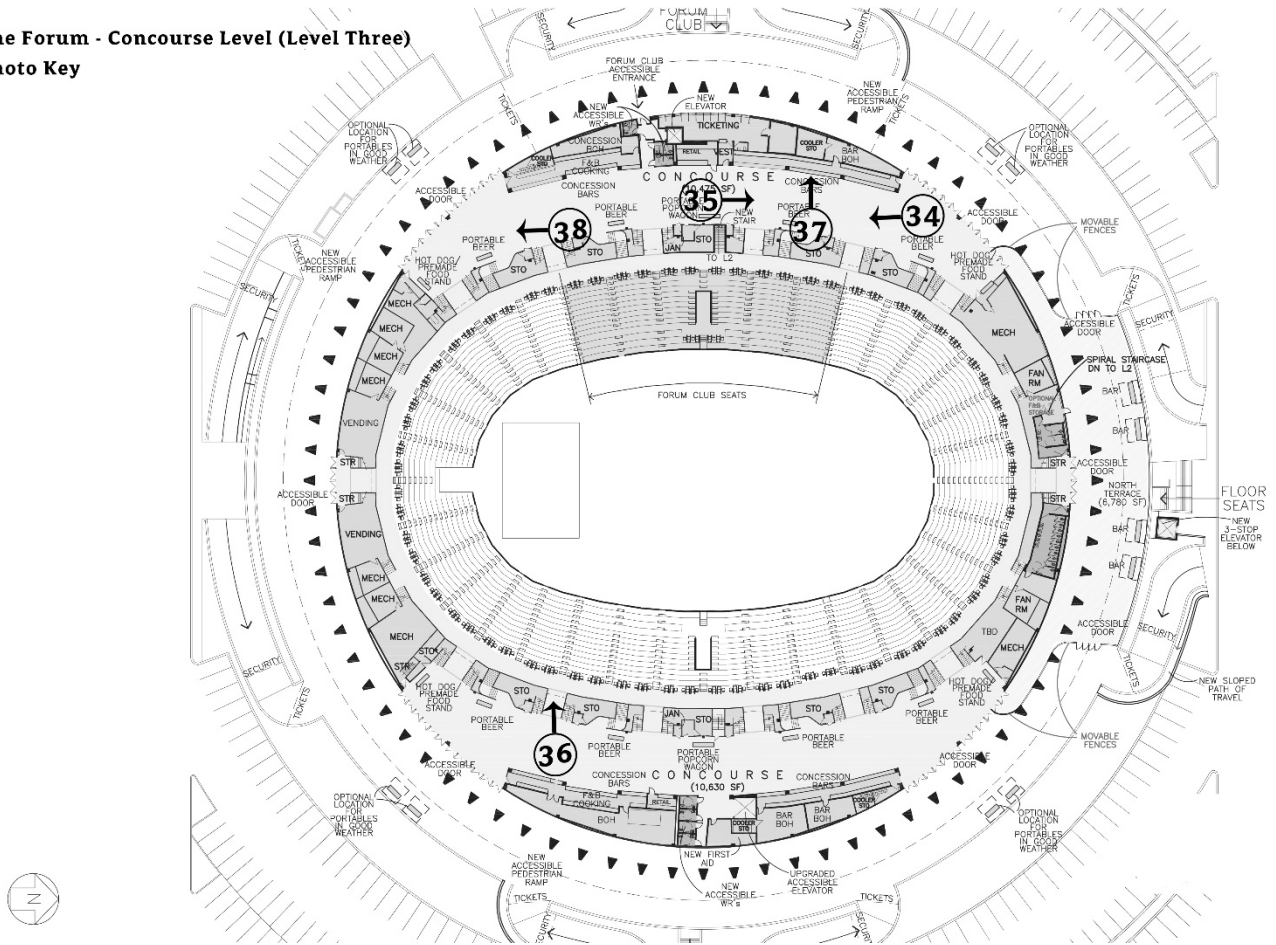 ne Forum - Concourse Level (Level Three)
hoto Key
FORUM
CLUB
SECURITY
SECURITY
FORUM CLUB
ACCESSIBLE
ENTRANCE
TICKETS
NEW
ACCESSIBLE
WR's
NEW
ELEVATOR
NEW
ACCESSIBLE
PEDESTRIAN
RAMP
TICKETS
OPTIONAL
LOCATION
FOR
PORTABLES
IN GOOD
WEATHER
OPTIONAL
LOCATION
FOR
PORTABLES
IN GOOD
WEATHER
TICKETING
CONCESSION
BOH
COOLER
STO
F&B
COOKING
RETAIL
VEST
COOLER
STO
BAR
BOH
CONCESSION
BARS
CONCOURSE
(10,475 SF)
CONCESSION
BARS
ACCESSIBLE
DOOR
PORTABLE
BEER
35
NEW
STAIR
PORTABLE
BEER
37
34
ACCESSIBLE
DOOR
38
PORTABLE
BEER
PORTABLE
BEER
MOVABLE
FENCES
TICKETS
NEW
ACCESSIBLE
PEDESTRIAN
RAMP
HOT DOG/
PREMADE
FOOD
STAND
STO
STO
JAN
STO
TO L2
STO
STO
HOT DOG/
PREMADE
FOOD
STAND
SECURITY
TICKETS
MECH
MECH
MECH
MECH
MECH
ACCESSIBLE
DOOR
SECURITY
SPIRAL STAIRCASE
DN TO L2
FAN
RM
OPTIONAL
F&B
STORAGE
BAR
BAR
FORUM CLUB SEATS
VENDING
STR
STR
ACCESSIBLE
DOOR
STR
STR
ACCESSIBLE
DOOR
NORTH
TERRACE
(6,780 SF)
FLOOR
SEATS
NEW
3-STOP
ELEVATOR
BELOW
BAR
BAR
VENDING
MECH
MECH
MECH
STO
STR
FAN
RM
TBD
MECH
ACCESSIBLE
DOOR
SECURITY
SECURITY
TICKETS
TICKETS
NEW SLOPED
PATH OF
TRAVEL
HOT DOG/
PREMADE
FOOD
STAND
STO
STO
JAN
STO
STO
STO
HOT DOG/
PREMADE
FOOD
STAND
PORTABLE
BEER
PORTABLE
BEER
36
PORTABLE
BEER
PORTABLE
POPCORN
WAGON
PORTABLE
BEER
MOVABLE
FENCES
ACCESSIBLE
DOOR
ACCESSIBLE
DOOR
CONCESSION
BARS
CONCOURSE
(10,630 SF)
CONCESSION
BARS
F&B
COOKING
BOH
RETAIL
COOLER
STO
BAR
BOH
BAR
BOH
COOLER
STO
OPTIONAL
LOCATION
FOR
PORTABLES
IN GOOD
WEATHER
OPTIONAL
LOCATION
FOR
PORTABLES
IN GOOD
WEATHER
NEW
ACCESSIBLE
PEDESTRIAN
RAMP
NEW FIRST
AID
NEW
ACCESSIBLE
WR's
UPGRADED
ACCESSIBLE
ELEVATOR
TICKETS
TICKETS
SECURITY
SECURITY
N